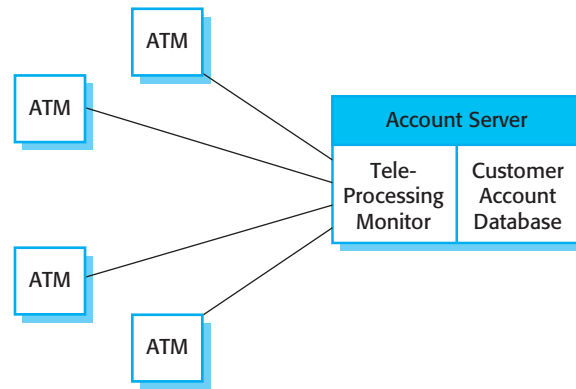 ATM
ATM
Account Server
Tele-
Processing
Monitor
Customer
Account
Database
ATM
ATM